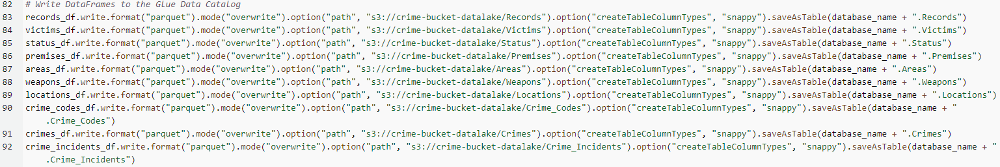 82 # Write DataFrames to the Glue Data Catalog
83 records_df.write.format("parquet").mode("overwrite").option("path", "s3://crime-bucket-datalake/Records").option("createTableColumnTypes", "snappy").saveAsTable(database_name + ".Records")
84 victims_df.write.format("parquet").mode("overwrite").option("path", "s3://crime-bucket-datalake/Victims").option("createTableColumnTypes", "snappy").saveAsTable(database_name + ".Victims")
85 status_df.write.format("parquet").mode("overwrite").option("path", "s3://crime-bucket-datalake/Status").option("createTableColumnTypes", "snappy").saveAsTable(database_name + ".Status")
86 premises_df.write.format("parquet").mode("overwrite").option("path", "s3://crime-bucket-datalake/Premises").option("createTableColumnTypes", "snappy").saveAsTable(database_name + ".Premises")
87 areas_df.write.format("parquet").mode("overwrite").option("path", "s3://crime-bucket-datalake/Areas").option("createTableColumnTypes", "snappy").saveAsTable(database_name + ".Areas")
88 weapons_df.write.format("parquet").mode("overwrite").option("path", "s3://crime-bucket-datalake/Weapons").option("createTableColumnTypes", "snappy").saveAsTable(database_name + ".Weapons")
89 locations_df.write.format("parquet").mode("overwrite").option("path", "s3://crime-bucket-datalake/Locations").option("createTableColumnTypes", "snappy").saveAsTable(database_name + ".Locations")
90 crime_codes_df.write.format("parquet").mode("overwrite").option("path", "s3://crime-bucket-datalake/Crime_Codes").option("createTableColumnTypes", "snappy").saveAsTable(database_name + "
.Crime_Codes")
91 crimes_df.write.format("parquet").mode("overwrite").option("path", "s3://crime-bucket-datalake/Crimes").option("createTableColumnTypes", "snappy").saveAsTable(database_name + ".Crimes")
92 crime_incidents_df.write.format("parquet").mode("overwrite").option("path", "s3://crime-bucket-datalake/Crime_Incidents").option("createTableColumnTypes", "snappy").saveAsTable(database_name + "
.Crime_Incidents")